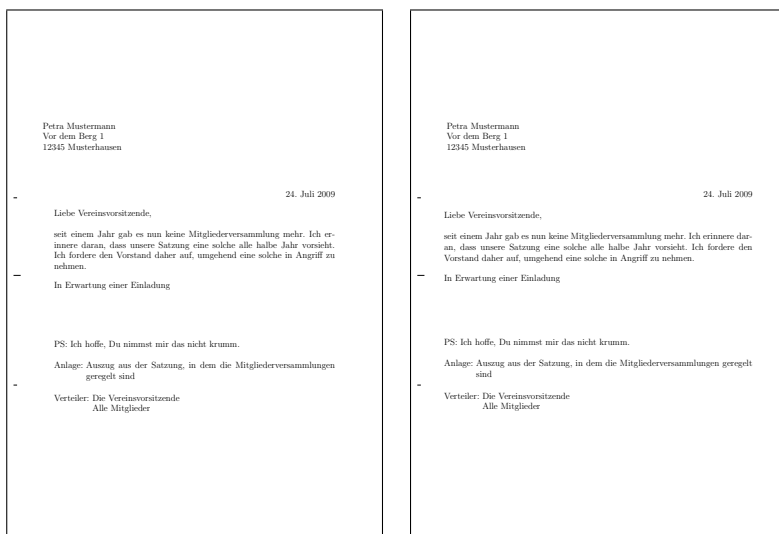 Petra Mustermann
Vor dem Berg 1
12345 Musterhausen
24. Juli 2009
Liebe Vereinsvorsitzende,
seit einem Jahr gab es nun keine Mitgliederversammlung mehr. Ich er-
innere daran, dass unsere Satzung eine solche alle halbe Jahr vorsieht.
Ich fordere den Vorstand daher auf, umgehend eine solche in Angriff zu
nehmen.
In Erwartung einer Einladung
PS: Ich hoffe, Du nimmst mir das nicht krumm.
Anlage: Auszug aus der Satzung, in dem die Mitgliederversammlungen
geregelt sind
Verteiler: Die Vereinsvorsitzende
Alle Mitglieder
Petra Mustermann
Vor dem Berg 1
12345 Musterhausen
24. Juli 2009
Liebe Vereinsvorsitzende,
seit einem Jahr gab es nun keine Mitgliederversammlung mehr. Ich erinnere dar-
an, dass unsere Satzung eine solche alle halbe Jahr vorsieht. Ich fordere den
Vorstand daher auf, umgehend eine solche in Angriff zu nehmen.
In Erwartung einer Einladung
PS: Ich hoffe, Du nimmst mir das nicht krumm.
Anlage: Auszug aus der Satzung, in dem die Mitgliederversammlungen geregelt
sind
Verteiler: Die Vereinsvorsitzende
Alle Mitglieder